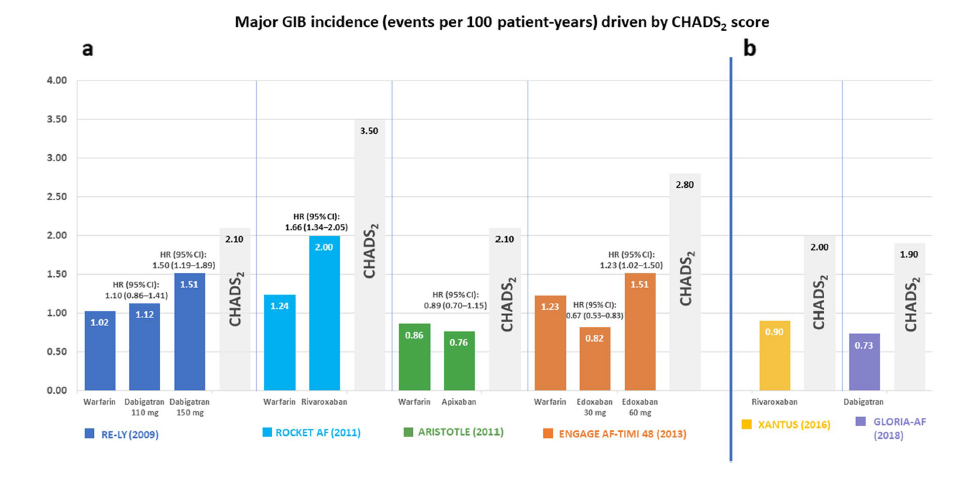 Major GIB incidence (events per 100 patient-years) driven by CHADS₂ score
a
b
4.00
3.50
3.00
2.50
2.00
1.50
1.00
0.50
0.00
1.02
HR (95%CI):
1.10 (0.86–1.41)
1.12
HR (95%CI):
1.50 (1.19–1.89)
1.51
2.10
CHADS₂
1.24
HR (95%CI):
1.66 (1.34–2.05)
2.00
3.50
CHADS₂
0.86
HR (95%CI):
0.89 (0.70–1.15)
0.76
2.10
CHADS₂
1.23
HR (95%CI):
0.67 (0.53–0.83)
0.82
HR (95%CI):
1.23 (1.02–1.50)
1.51
2.80
CHADS₂
0.90
2.00
CHADS₂
0.73
1.90
CHADS₂
Warfarin
Dabigatran
110 mg
Dabigatran
150 mg
Warfarin
Rivaroxaban
Warfarin
Apixaban
Warfarin
Edoxaban
30 mg
Edoxaban
60 mg
Rivaroxaban
Dabigatran
RE-LY (2009)
ROCKET AF (2011)
ARISTOTLE (2011)
ENGAGE AF-TIMI 48 (2013)
XANTUS (2016)
GLORIA-AF
(2018)